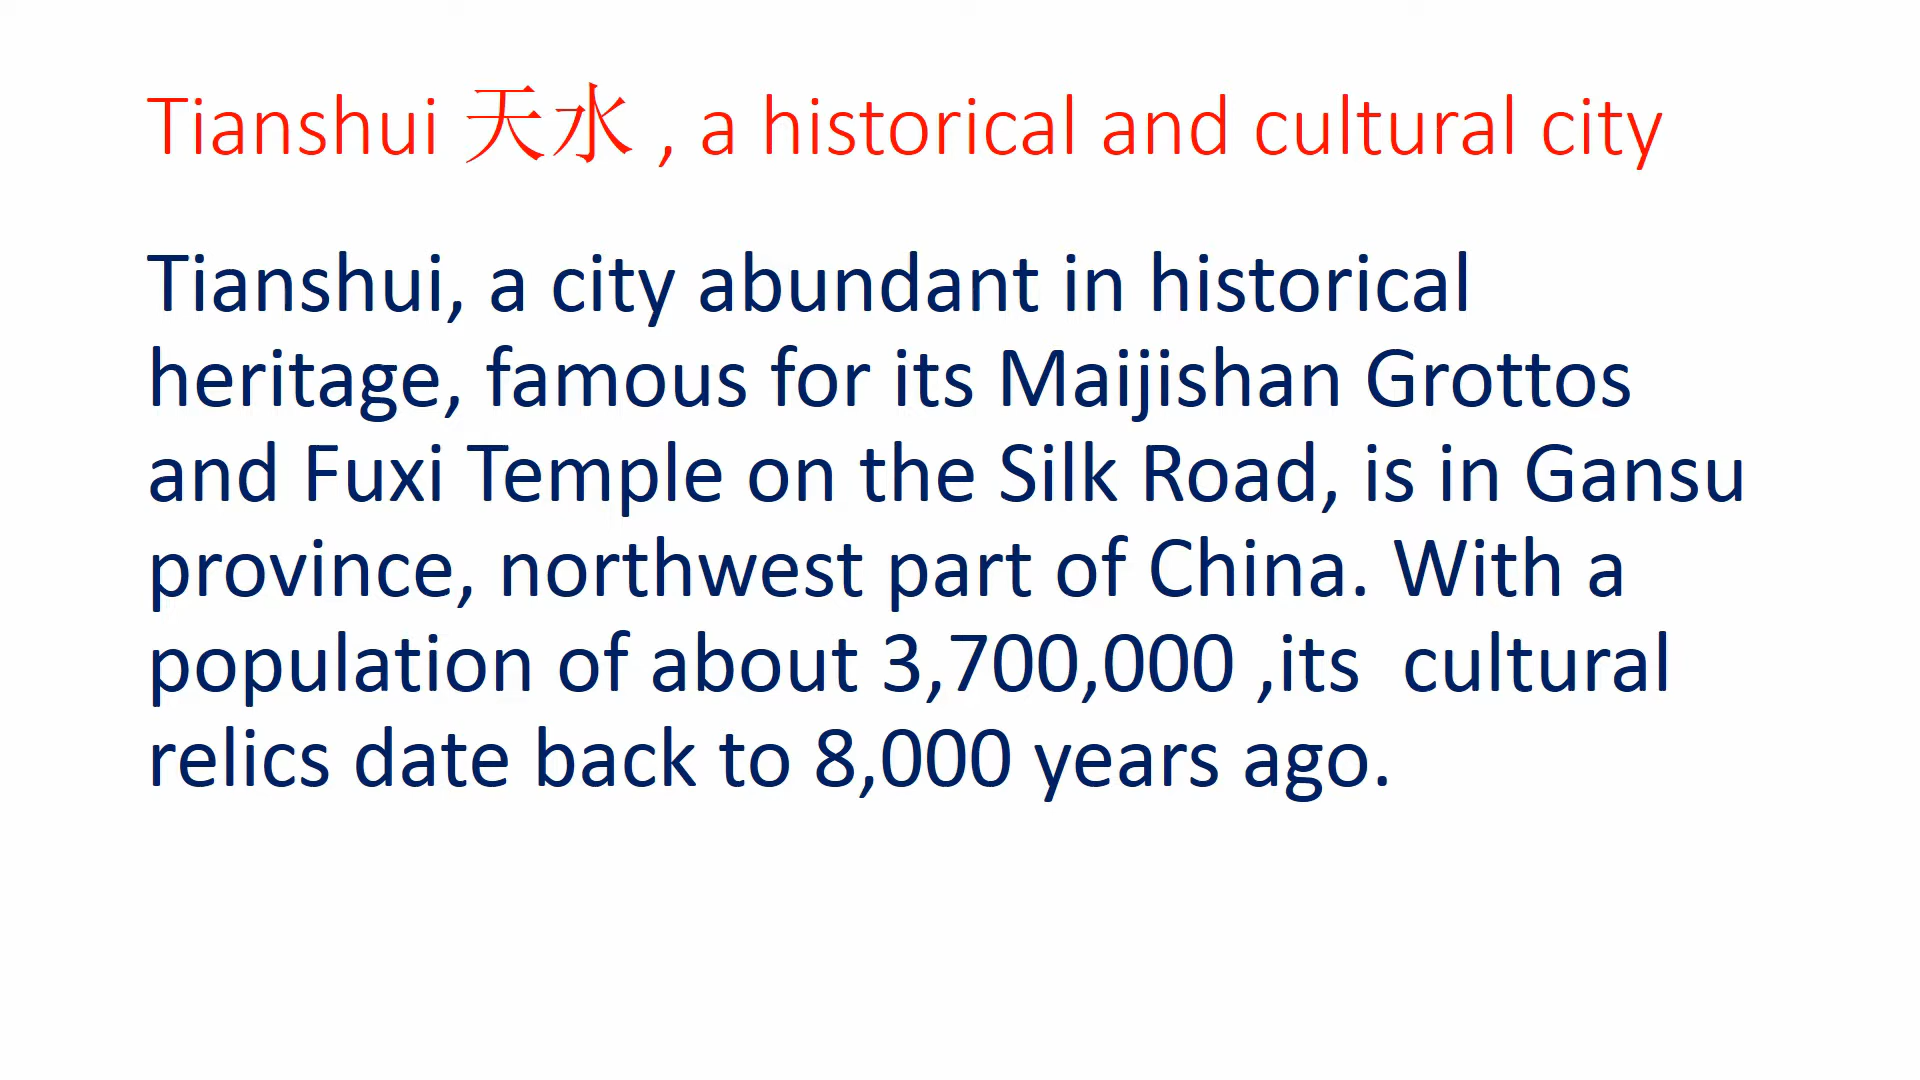 Tianshui 天水 , a historical and cultural city
Tianshui, a city abundant in historical
heritage, famous for its Maijishan Grottos
and Fuxi Temple on the Silk Road, is in Gansu
province, northwest part of China. With a
population of about 3,700,000 ,its  cultural
relics date back to 8,000 years ago.